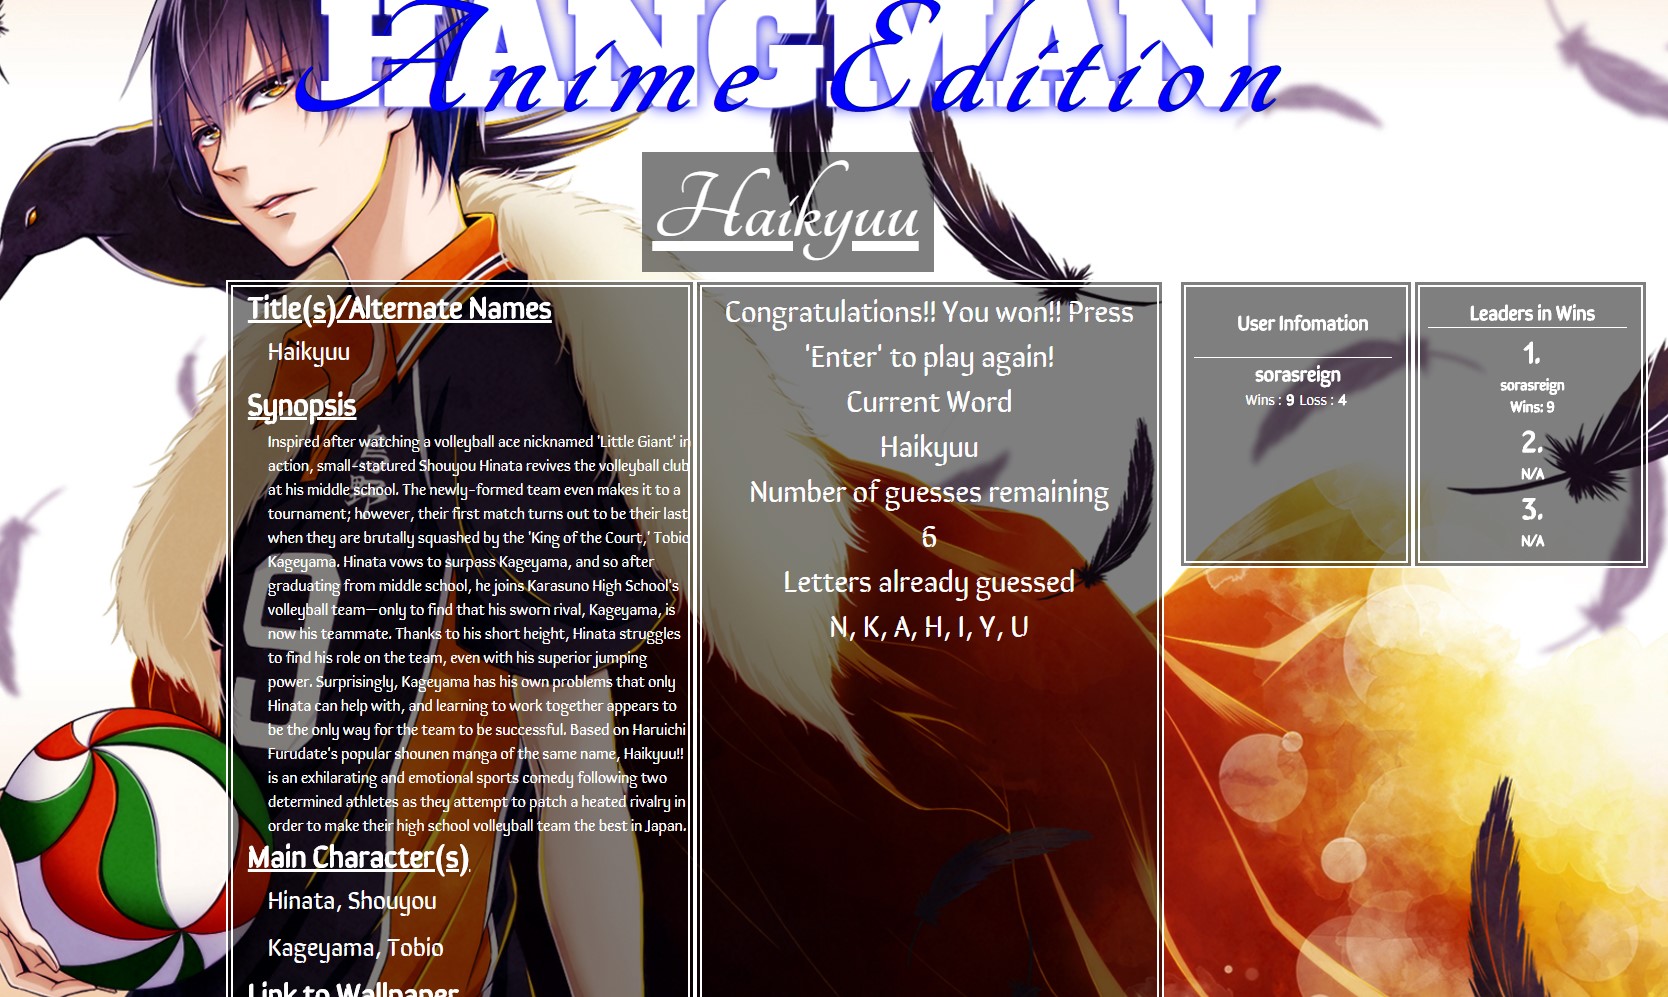 HANGMAN
Anime Edition
Haikyuu
Title(s)/Alternate Names
Haikyuu
Synopsis
Inspired after watching a volleyball ace nicknamed 'Little Giant' in
action, small-statured Shouyou Hinata revives the volleyball club
at his middle school. The newly-formed team even makes it to a
tournament; however, their first match turns out to be their last
when they are brutally squashed by the 'King of the Court,' Tobio
Kageyama. Hinata vows to surpass Kageyama, and so after
graduating from middle school, he joins Karasuno High School's
volleyball team—only to find that his sworn rival, Kageyama, is
now his teammate. Thanks to his short height, Hinata struggles
to find his role on the team, even with his superior jumping
power. Surprisingly, Kageyama has his own problems that only
Hinata can help with, and learning to work together appears to
be the only way for the team to be successful. Based on Haruichi
Furudate's popular shounen manga of the same name, Haikyuu!!
is an exhilarating and emotional sports comedy following two
determined athletes as they attempt to patch a heated rivalry in
order to make their high school volleyball team the best in Japan.
Main Character(s)
Hinata, Shouyou
Kageyama, Tobio
Link to Wallpaper
Congratulations!! You won!! Press
'Enter' to play again!
Current Word
Haikyuu
Number of guesses remaining
6
Letters already guessed
N, K, A, H, I, Y, U
User Infomation
sorasreign
Wins : 9 Loss : 4
Leaders in Wins
1.
sorasreign
Wins: 9
2.
N/A
3.
N/A